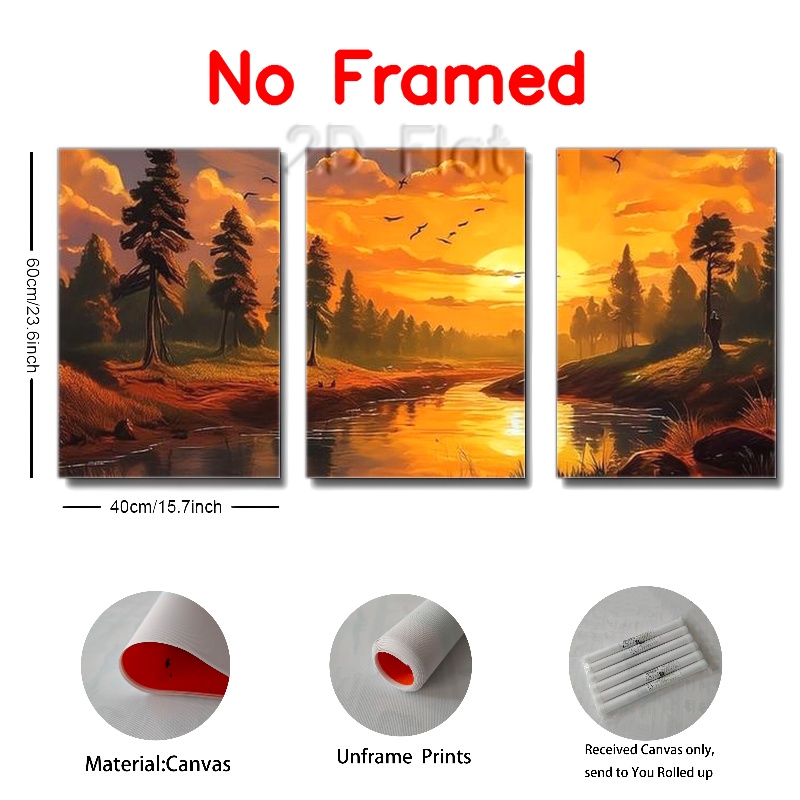 No Framed
2D Flat
60cm/23.6inch
40cm/15.7inch
Material:Canvas
Unframe Prints
Received Canvas only,
send to You Rolled up